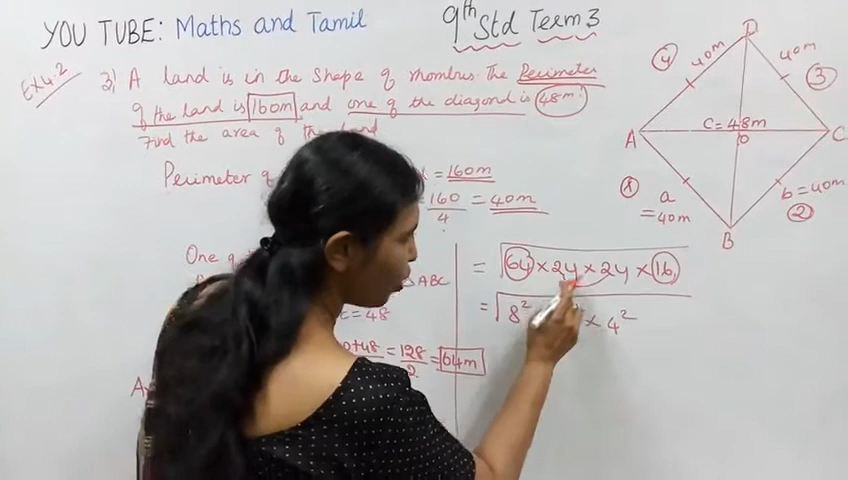 YOU TUBE: Maths and Tamil
9th Std Term 3
Ex 4.2
3) A land is in the shape of rhombus. The Perimeter
of the land is 160m and one of the diagonal is 48m.
Find the area of the land
Perimeter = 160m
= 160/4 = 40m
One
△ABC
c = 48
+48/2 = 128/2 = 64m
= √64 × 24 × 24 × 16
= √8² × 4²
D
4
40m
40m
3
A
c = 48m
O
C
1
a
= 40m
b = 40m
2
B